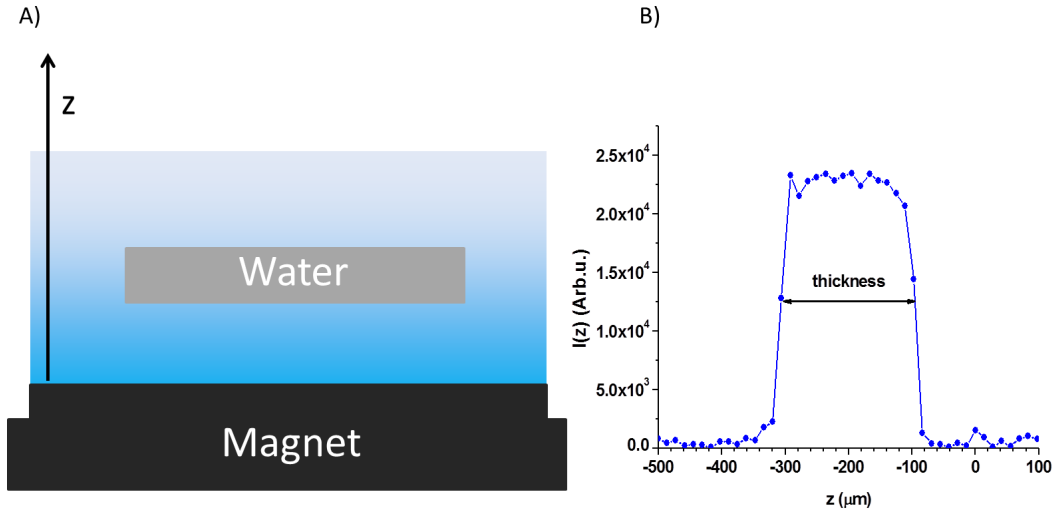 A)
z
Water
Magnet
B)
I(z) (Arb.u.)
2.5x10⁴
2.0x10⁴
1.5x10⁴
1.0x10⁴
5.0x10³
0.0
thickness
-500 -400 -300 -200 -100 0 100
z (μm)